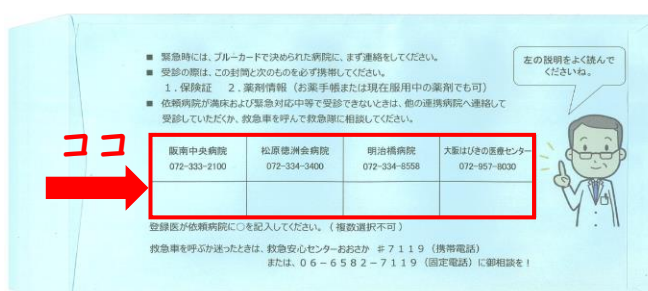 ■ 緊急時には、ブルーカードで決められた病院に、まず連絡をしてください。
■ 受診の際は、この封筒と次のものを必ず携帯してください。
1．保険証　2．薬剤情報（お薬手帳または現在服用中の薬剤でも可）
■ 依頼病院が満床および緊急対応中等で受診できないときは、他の連携病院へ連絡して
受診していただくか、救急車を呼んで救急隊に相談してください。
左の説明をよく読んで
くださいね。
ココ
阪南中央病院 松原徳洲会病院 明治橋病院 大阪はびきの医療センター
072-333-2100 072-334-3400 072-334-8558 072-957-8030
登録医が依頼病院に○を記入してください。（複数選択不可）
救急車を呼ぶか迷ったときは、救急安心センターおおさか ＃7119（携帯電話）
または、06－6582－7119（固定電話）に御相談を！